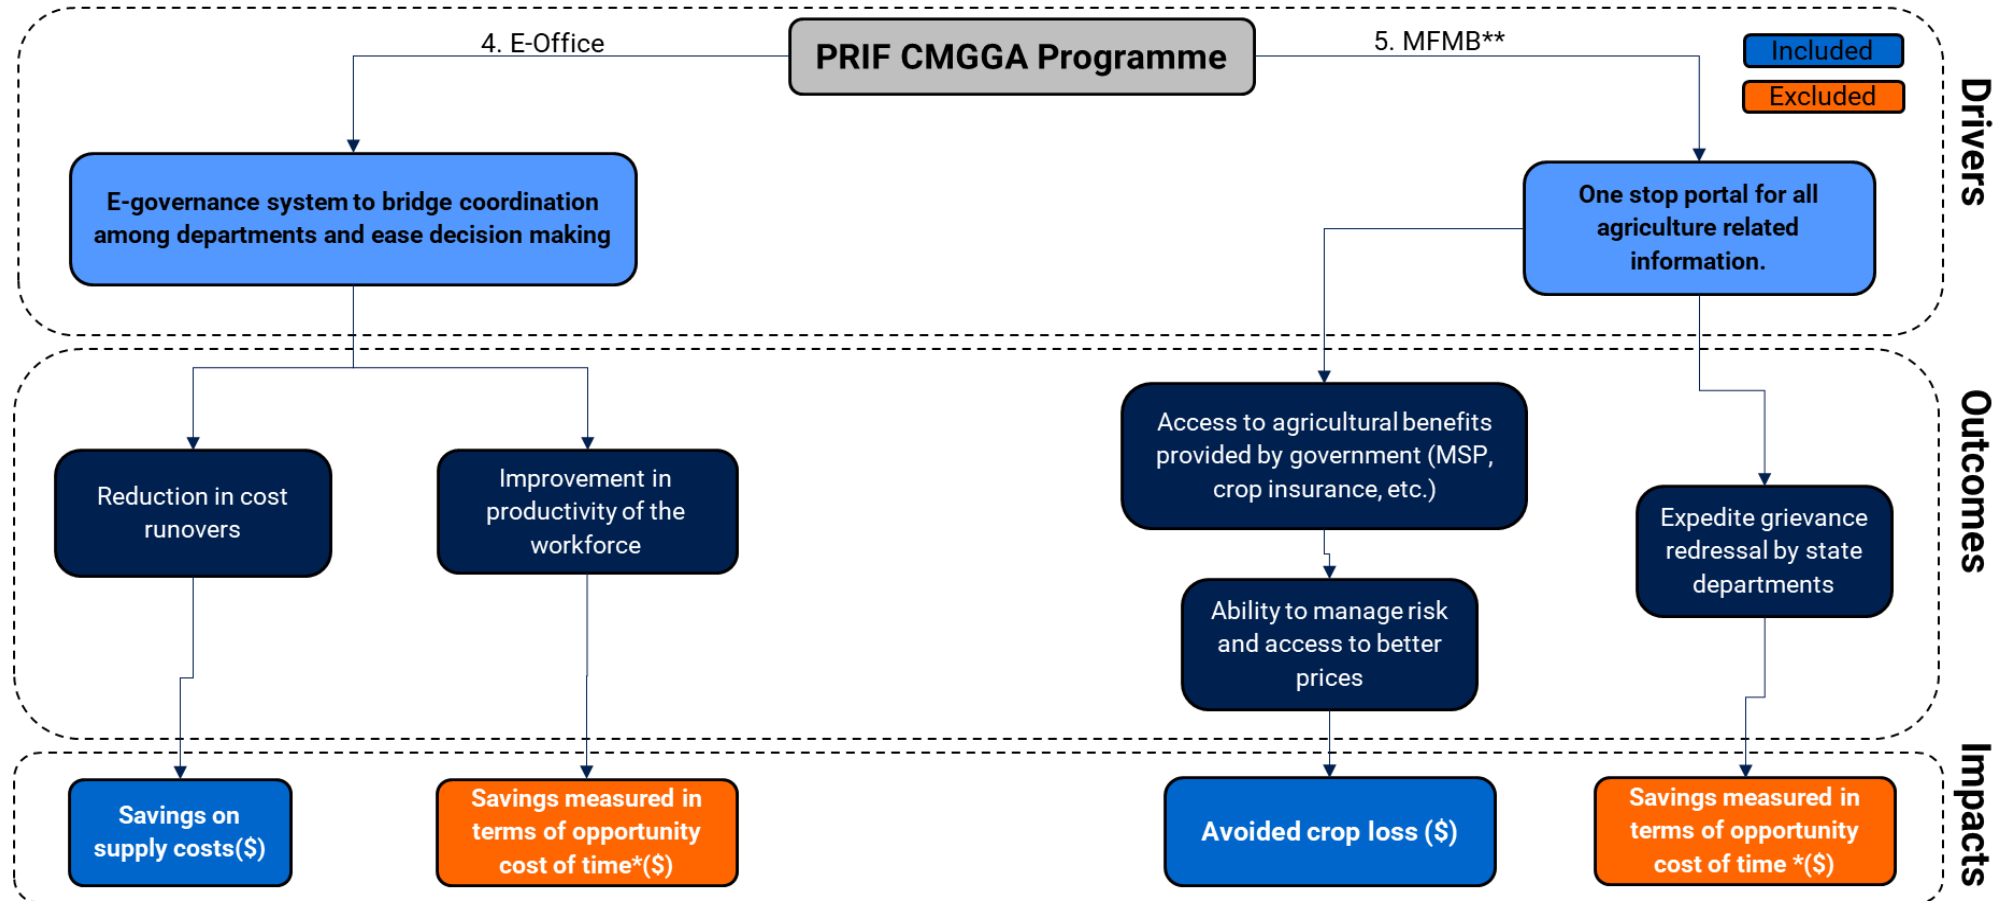 4. E-Office
PRIF CMGGA Programme
5. MFMB**
Included
Excluded
Drivers
E-governance system to bridge coordination
among departments and ease decision making
One stop portal for all
agriculture related
information.
Outcomes
Reduction in cost
runovers
Improvement in
productivity of the
workforce
Access to agricultural benefits
provided by government (MSP,
crop insurance, etc.)
Ability to manage risk
and access to better
prices
Expedite grievance
redressal by state
departments
Impacts
Savings on
supply costs($)
Savings measured in
terms of opportunity
cost of time*($)
Avoided crop loss ($)
Savings measured in
terms of opportunity
cost of time *($)